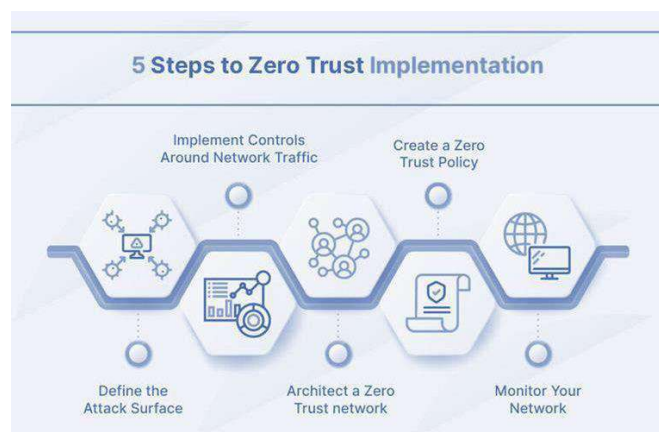 5 Steps to Zero Trust Implementation
Implement Controls
Around Network Traffic
Create a Zero
Trust Policy
Define the
Attack Surface
Architect a Zero
Trust network
Monitor Your
Network